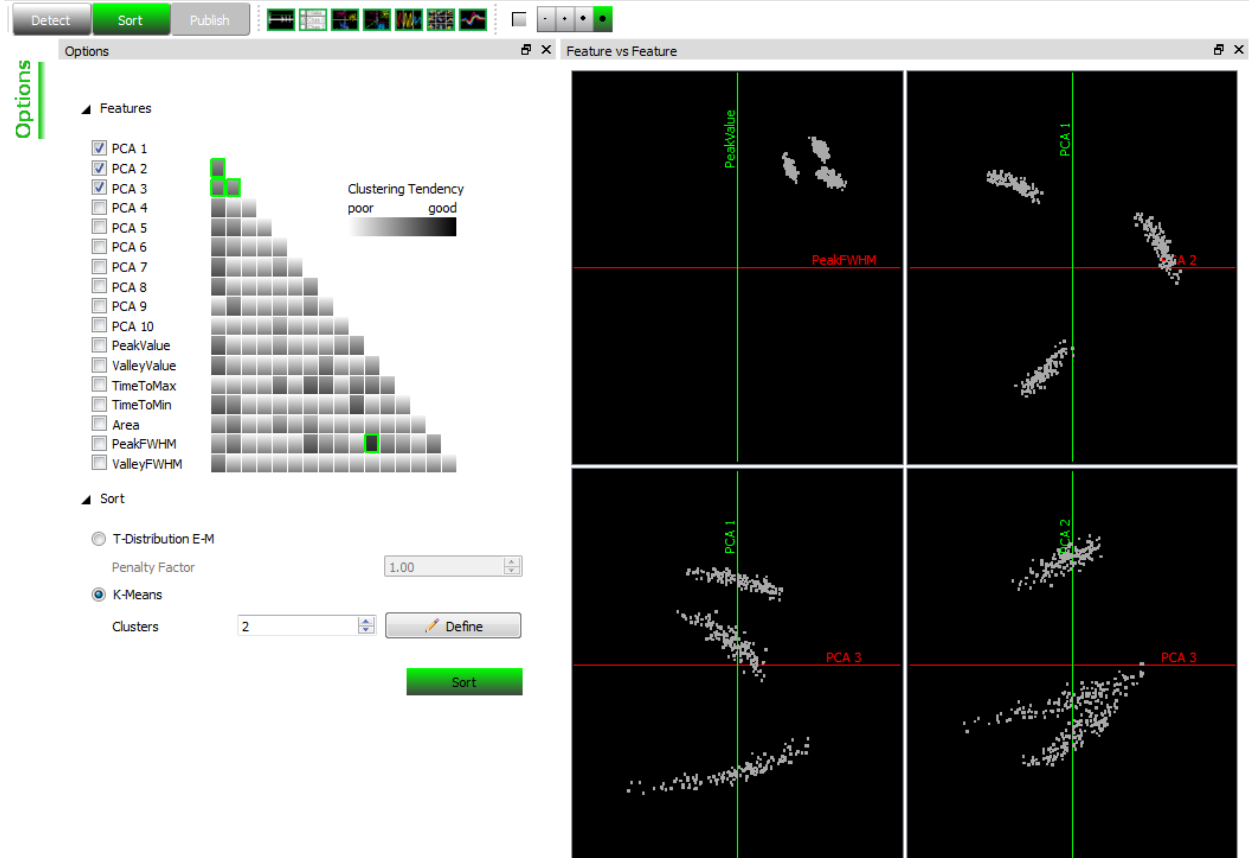 Detect Sort Publish
Options
Options
Feature vs Feature
Features
PCA 1
PCA 2
PCA 3
PCA 4
PCA 5
PCA 6
PCA 7
PCA 8
PCA 9
PCA 10
PeakValue
ValleyValue
TimeToMax
TimeToMin
Area
PeakFWHM
ValleyFWHM
Clustering Tendency
poor good
Sort
T-Distribution E-M
Penalty Factor 1.00
K-Means
Clusters 2 Define
Sort
PeakValue
PeakFWHM
PCA 1
PCA 2
PCA 1
PCA 3
PCA 2
PCA 3